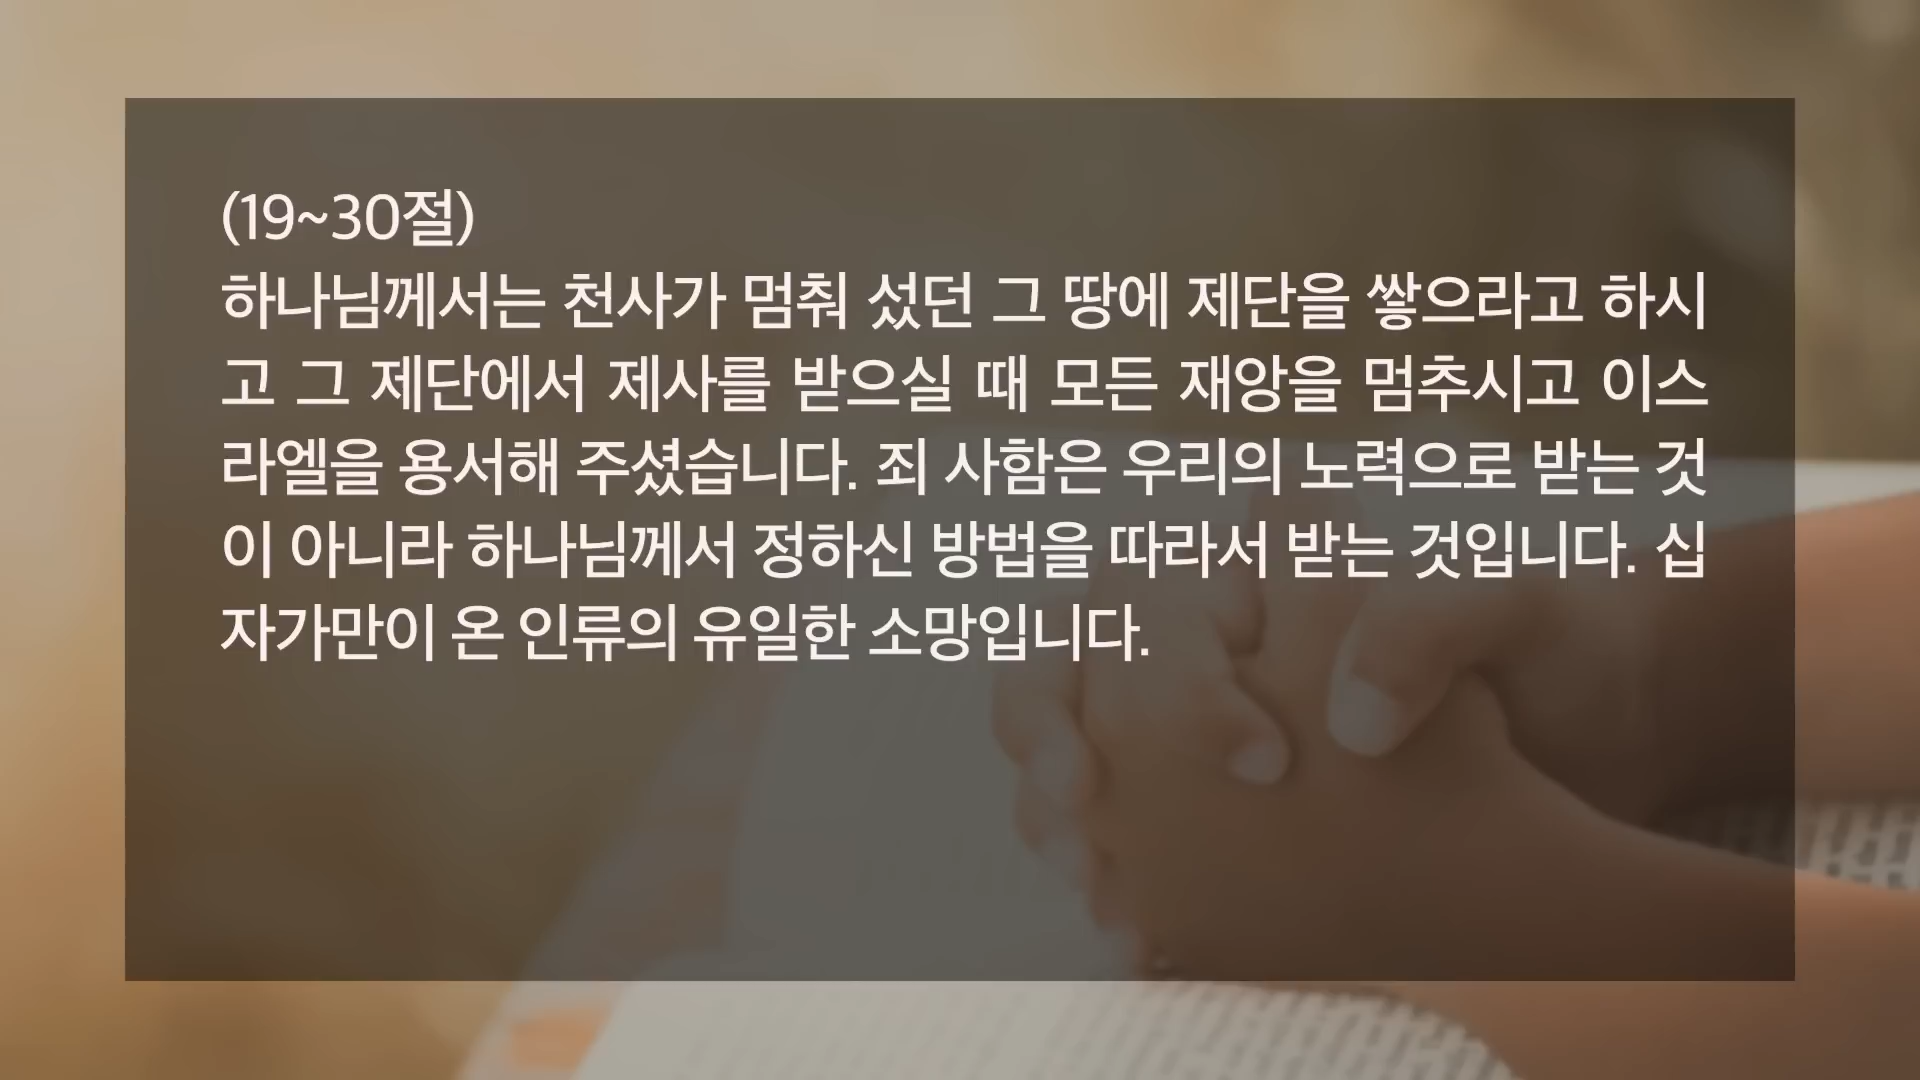 (19~30절)
하나님께서는 천사가 멈춰 섰던 그 땅에 제단을 쌓으라고 하시
고 그 제단에서 제사를 받으실 때 모든 재앙을 멈추시고 이스
라엘을 용서해 주셨습니다. 죄 사함은 우리의 노력으로 받는 것
이 아니라 하나님께서 정하신 방법을 따라서 받는 것입니다. 십
자가만이 온 인류의 유일한 소망입니다.